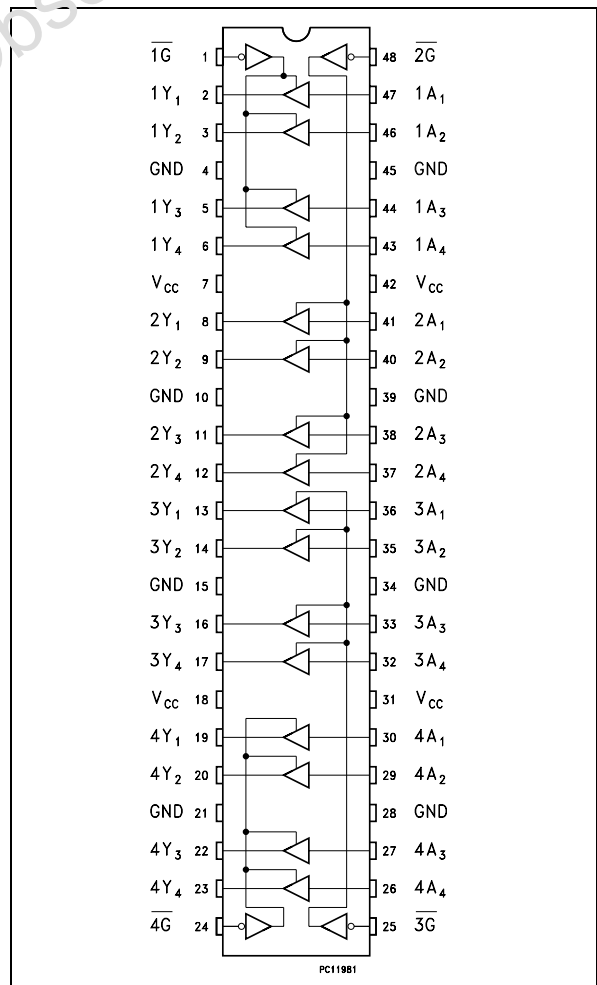 obs
1G 1 48 2G
1Y1 2 47 1A1
1Y2 3 46 1A2
GND 4 45 GND
1Y3 5 44 1A3
1Y4 6 43 1A4
VCC 7 42 VCC
2Y1 8 41 2A1
2Y2 9 40 2A2
GND 10 39 GND
2Y3 11 38 2A3
2Y4 12 37 2A4
3Y1 13 36 3A1
3Y2 14 35 3A2
GND 15 34 GND
3Y3 16 33 3A3
3Y4 17 32 3A4
VCC 18 31 VCC
4Y1 19 30 4A1
4Y2 20 29 4A2
GND 21 28 GND
4Y3 22 27 4A3
4Y4 23 26 4A4
4G 24 25 3G
PC11981